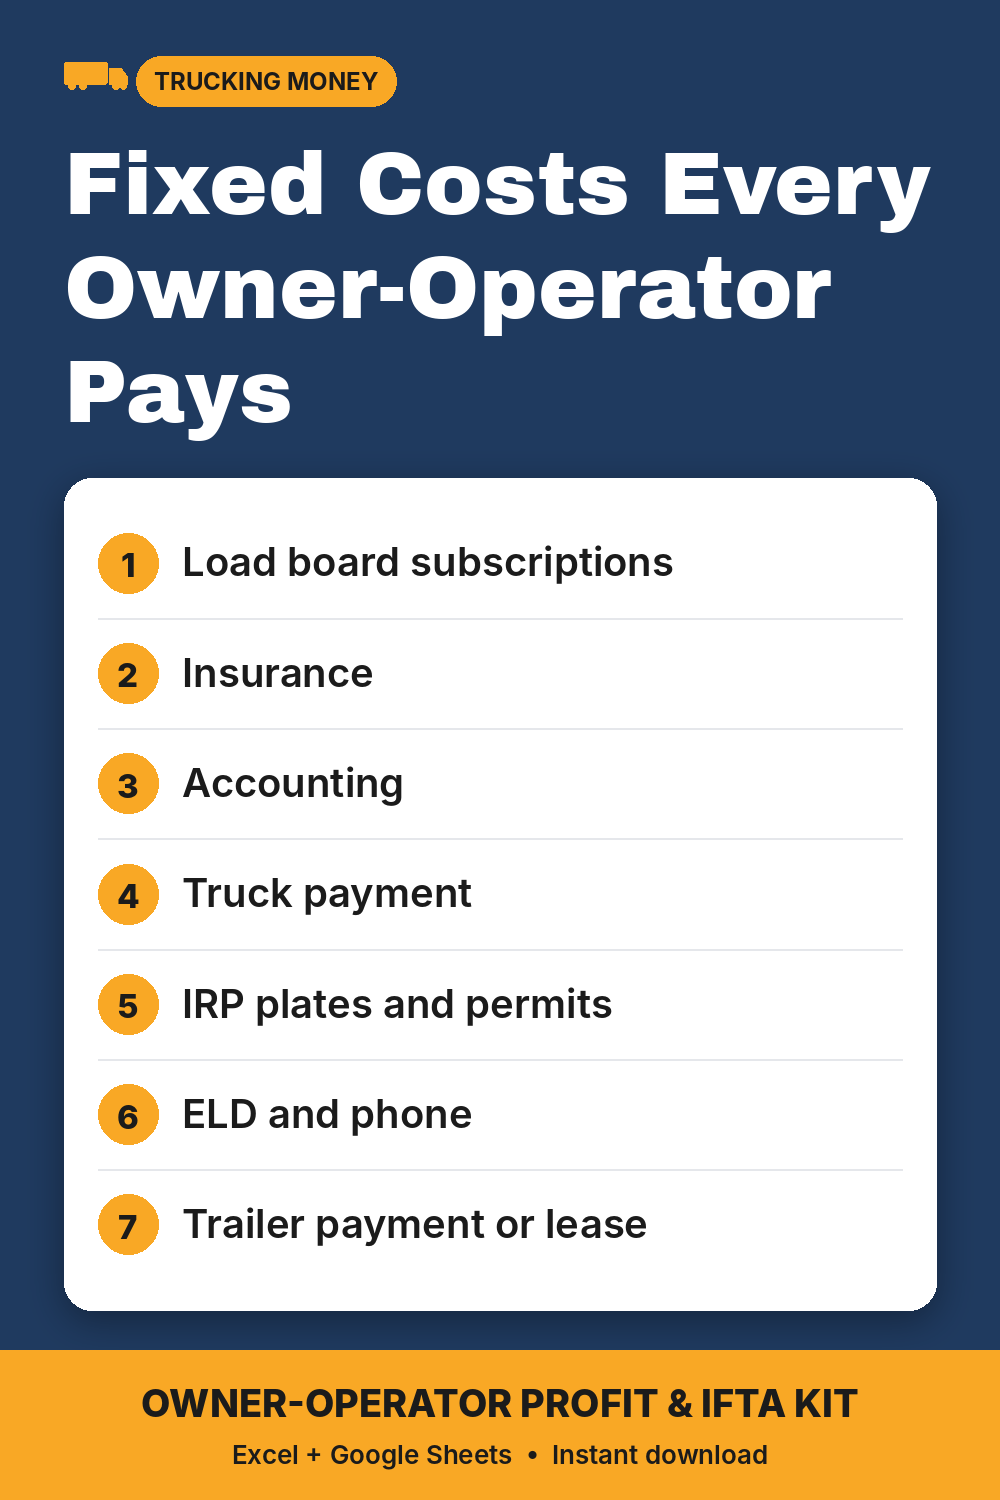 TRUCKING MONEY
Fixed Costs Every
Owner-Operator
Pays
1 Load board subscriptions
2 Insurance
3 Accounting
4 Truck payment
5 IRP plates and permits
6 ELD and phone
7 Trailer payment or lease
OWNER-OPERATOR PROFIT & IFTA KIT
Excel + Google Sheets • Instant download